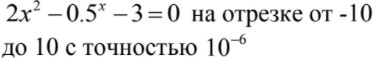 2x² − 0.5ˣ − 3 = 0 на отрезке от -10
до 10 с точностью 10⁻⁶